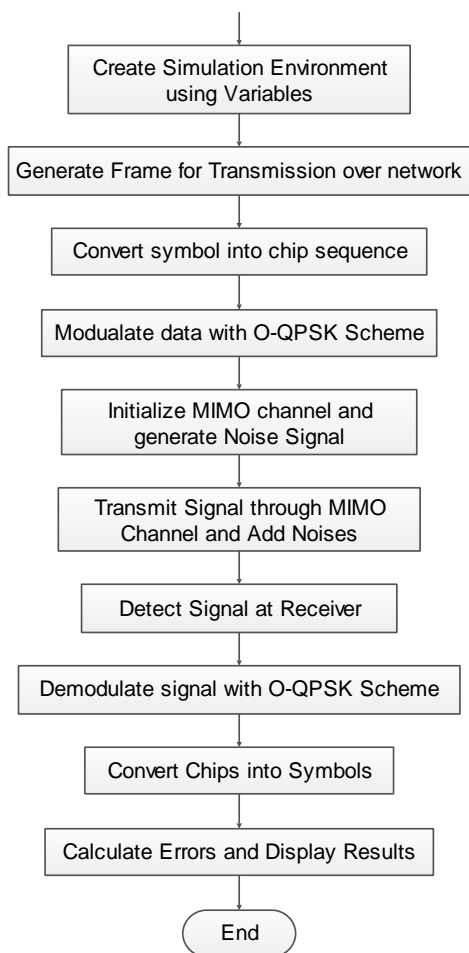 Create Simulation Environment
using Variables
Generate Frame for Transmission over network
Convert symbol into chip sequence
Modualate data with O-QPSK Scheme
Initialize MIMO channel and
generate Noise Signal
Transmit Signal through MIMO
Channel and Add Noises
Detect Signal at Receiver
Demodulate signal with O-QPSK Scheme
Convert Chips into Symbols
Calculate Errors and Display Results
End